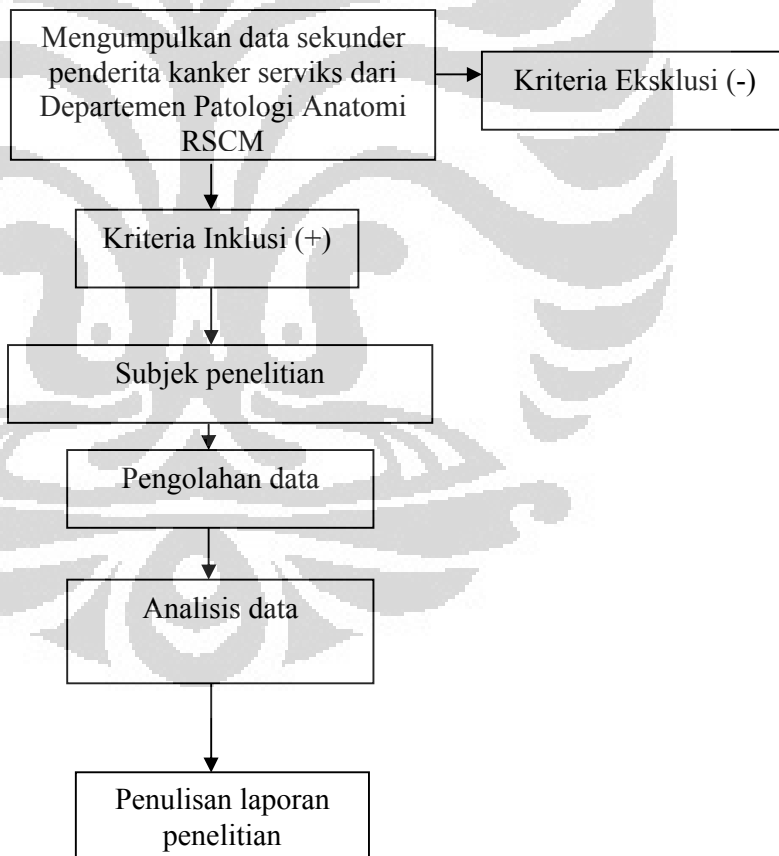 Mengumpulkan data sekunder
penderita kanker serviks dari
Departemen Patologi Anatomi
RSCM
Kriteria Eksklusi (-)
Kriteria Inklusi (+)
Subjek penelitian
Pengolahan data
Analisis data
Penulisan laporan
penelitian